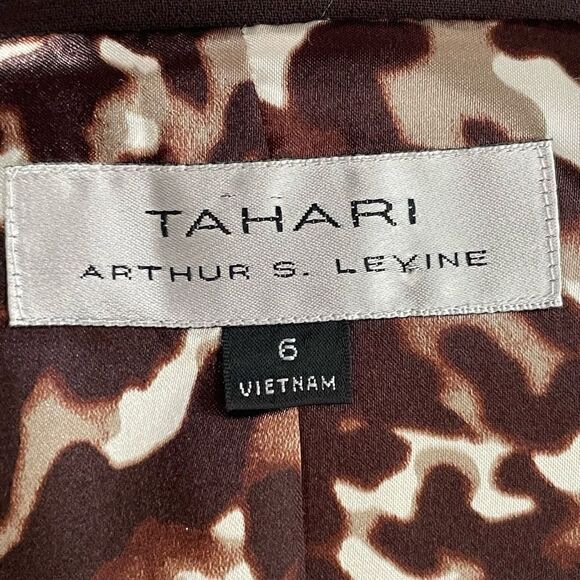 TAHARI
ARTHUR S. LEVINE
6
VIETNAM